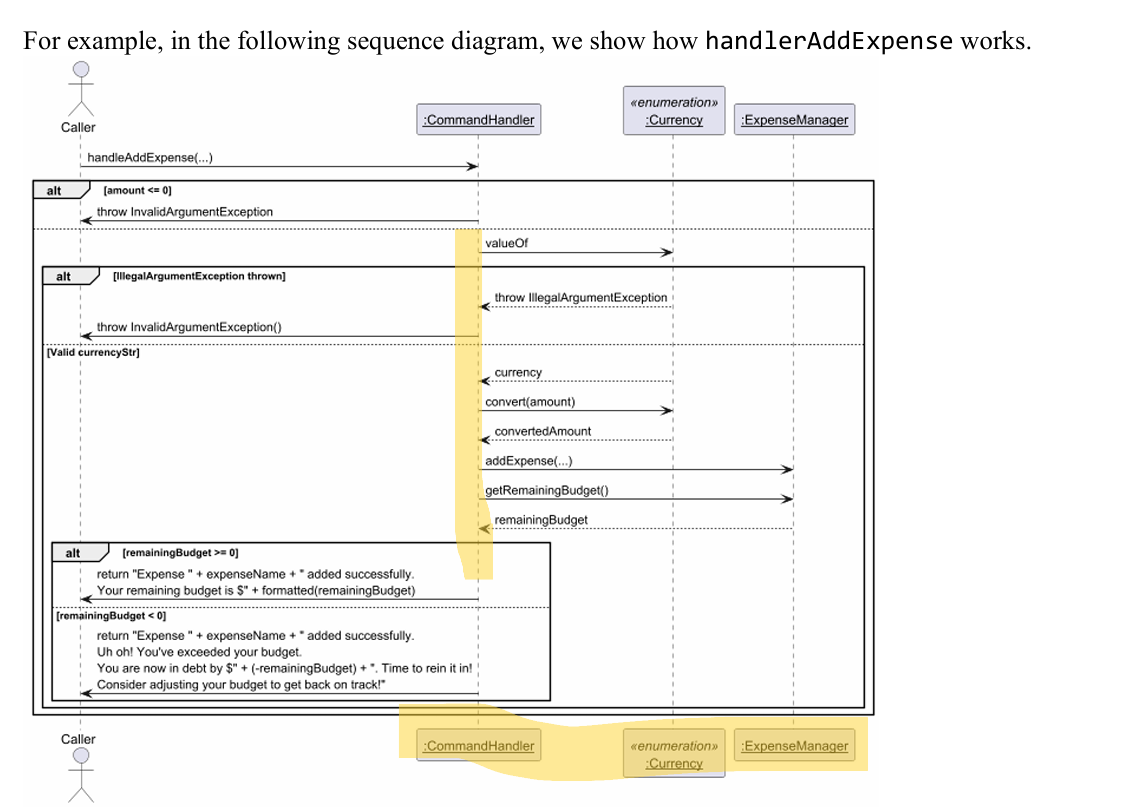 For example, in the following sequence diagram, we show how handlerAddExpense works.
Caller
:CommandHandler
«enumeration»
:Currency
:ExpenseManager
handleAddExpense(...)
alt [amount <= 0]
throw InvalidArgumentException
valueOf
alt [IllegalArgumentException thrown]
throw IllegalArgumentException
throw InvalidArgumentException()
[Valid currencyStr]
currency
convert(amount)
convertedAmount
addExpense(...)
getRemainingBudget()
remainingBudget
alt [remainingBudget >= 0]
return "Expense " + expenseName + " added successfully.
Your remaining budget is $" + formatted(remainingBudget)
[remainingBudget < 0]
return "Expense " + expenseName + " added successfully.
Uh oh! You've exceeded your budget.
You are now in debt by $" + (-remainingBudget) + ". Time to rein it in!
Consider adjusting your budget to get back on track!"
Caller
:CommandHandler
«enumeration»
:Currency
:ExpenseManager